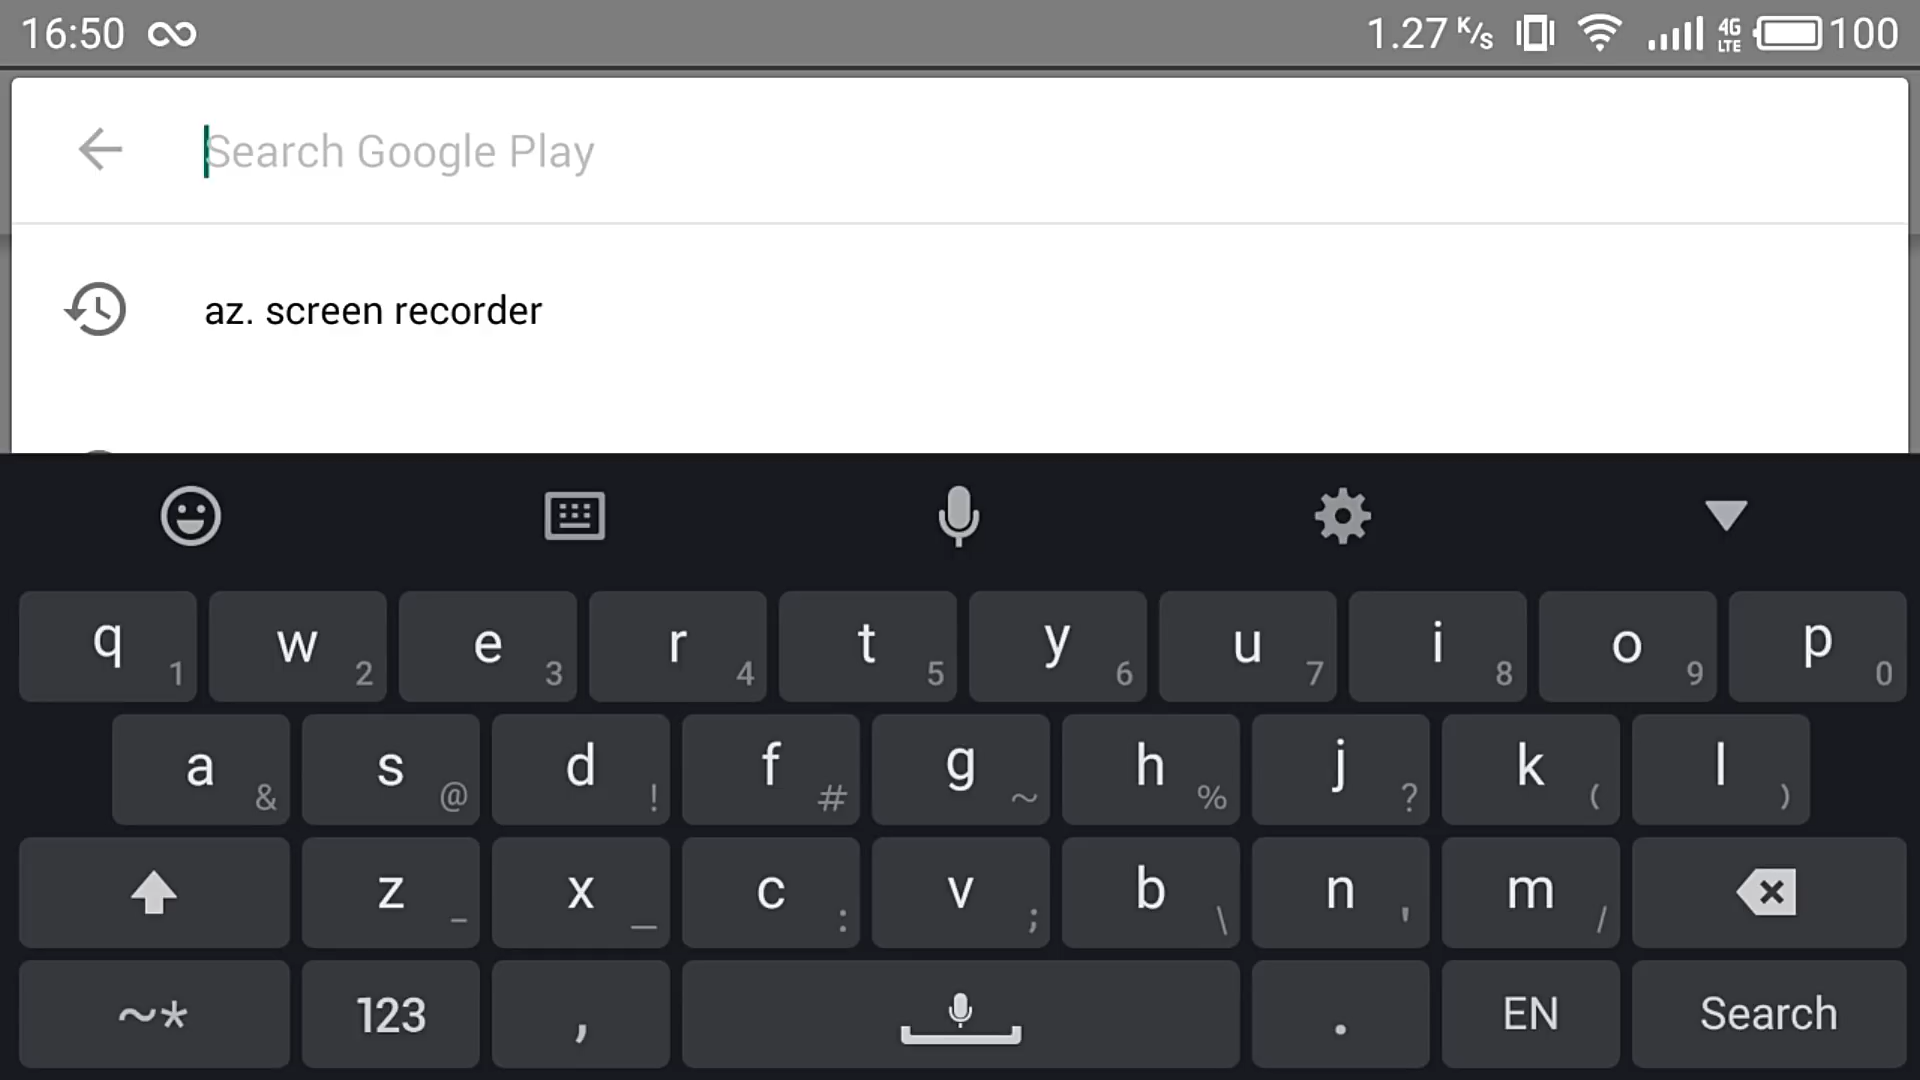 16:50 1.27 K/s 4G LTE 100
Search Google Play
az. screen recorder
q 1 w 2 e 3 r 4 t 5 y 6 u 7 i 8 o 9 p 0
a & s @ d ! f # g ~ h % j ? k ( l )
z - x _ c : v ; b \ n ' m /
~* 123 , . EN Search